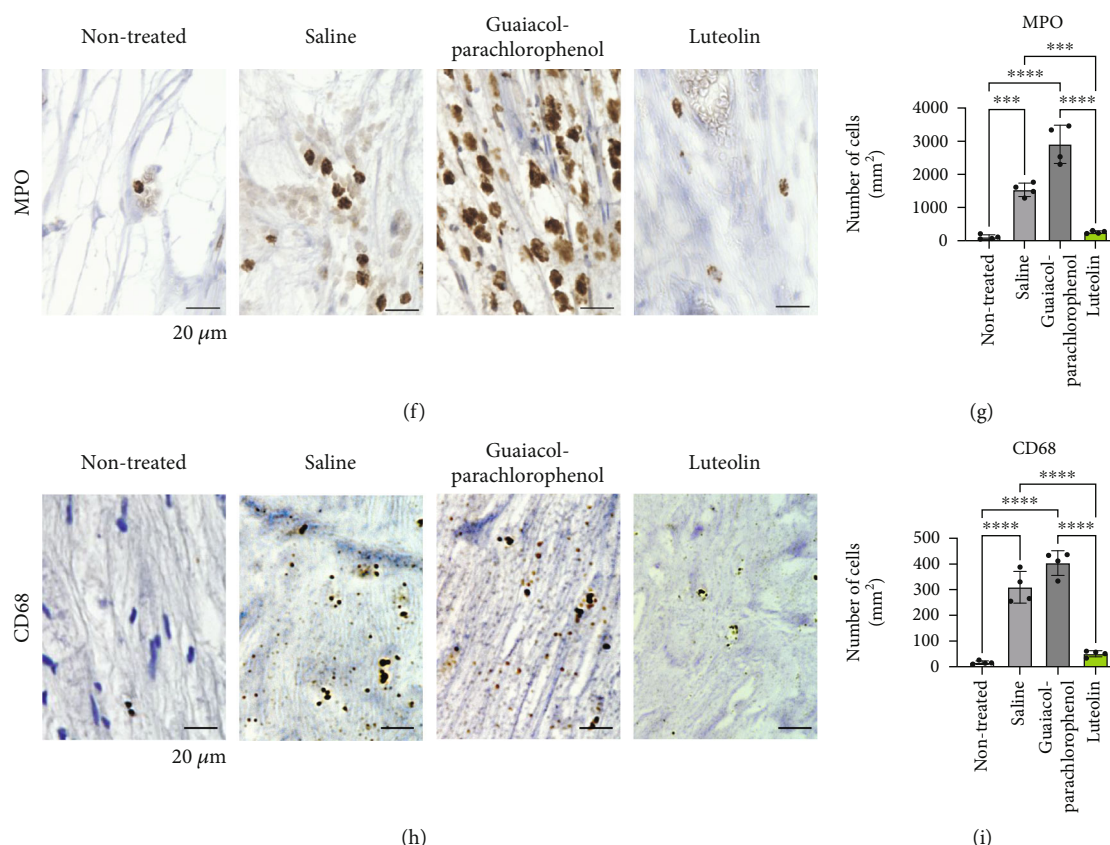 Non-treated
Saline
Guaiacol-
parachlorophenol
Luteolin
MPO
20 μm
(f)
MPO
***
****
***
****
Number of cells
(mm²)
4000
3000
2000
1000
0
Non-treated
Saline
Guaiacol-
parachlorophenol
Luteolin
(g)
Non-treated
Saline
Guaiacol-
parachlorophenol
Luteolin
CD68
20 μm
(h)
CD68
****
****
****
****
Number of cells
(mm²)
500
400
300
200
100
0
Non-treated
Saline
Guaiacol-
parachlorophenol
Luteolin
(i)